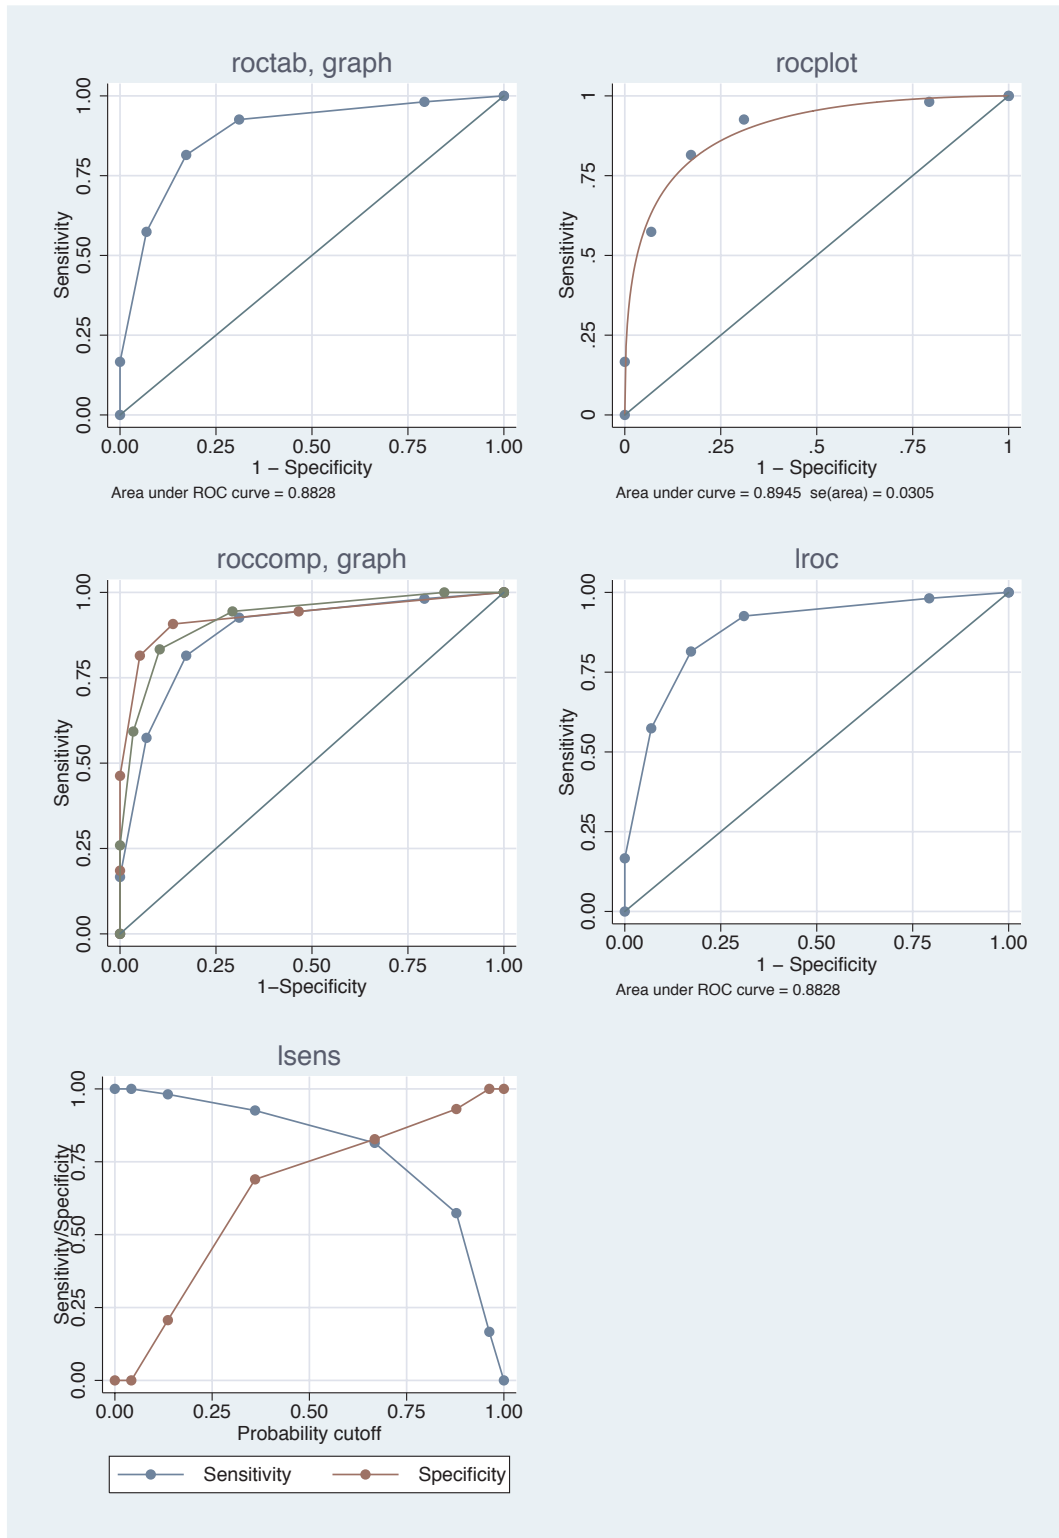 roctab, graph
Sensitivity
1.00
0.75
0.50
0.25
0.00
0.00 0.25 0.50 0.75 1.00
1 − Specificity
Area under ROC curve = 0.8828
rocplot
Sensitivity
1
.75
.5
.25
0
0 .25 .5 .75 1
1 − Specificity
Area under curve = 0.8945 se(area) = 0.0305
roccomp, graph
Sensitivity
1.00
0.75
0.50
0.25
0.00
0.00 0.25 0.50 0.75 1.00
1−Specificity
lroc
Sensitivity
1.00
0.75
0.50
0.25
0.00
0.00 0.25 0.50 0.75 1.00
1 − Specificity
Area under ROC curve = 0.8828
lsens
Sensitivity/Specificity
1.00
0.75
0.50
0.25
0.00
0.00 0.25 0.50 0.75 1.00
Probability cutoff
Sensitivity Specificity